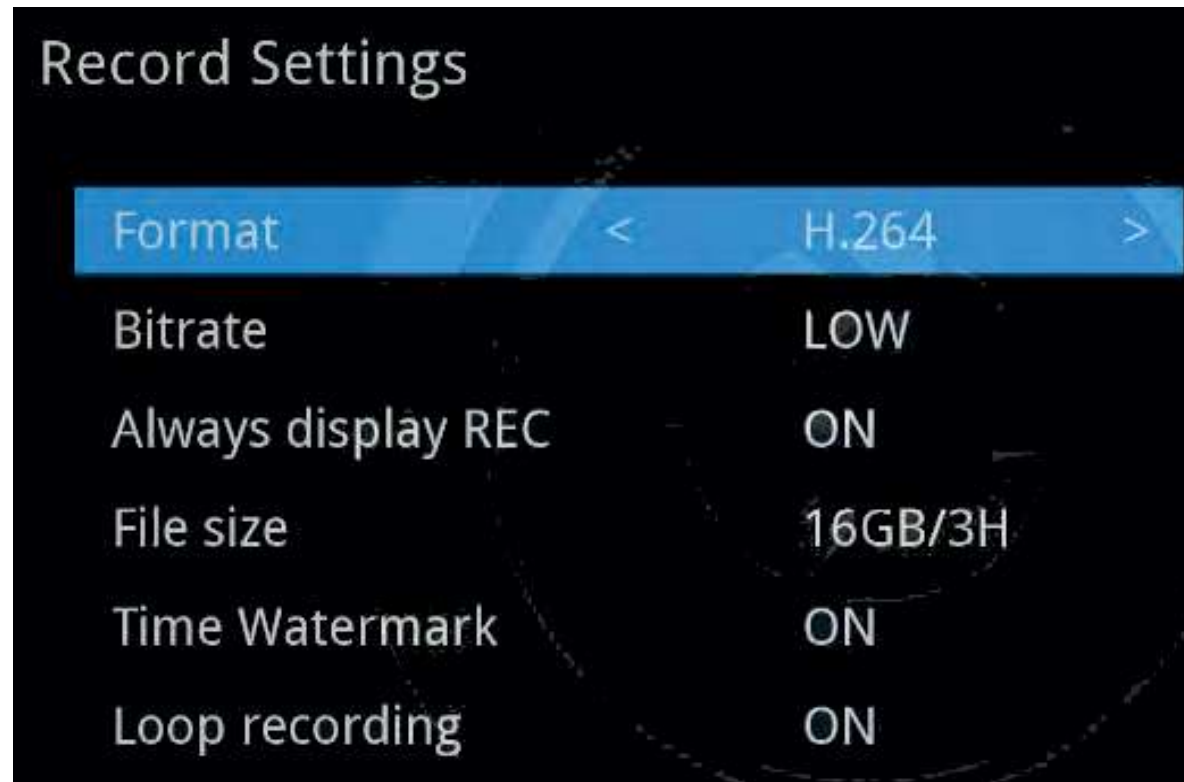 Record Settings
Format < H.264 >
Bitrate LOW
Always display REC ON
File size 16GB/3H
Time Watermark ON
Loop recording ON